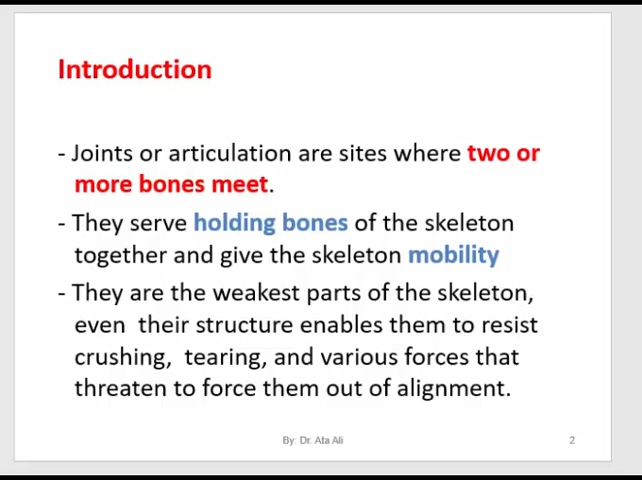 Introduction
- Joints or articulation are sites where two or
more bones meet.
- They serve holding bones of the skeleton
together and give the skeleton mobility
- They are the weakest parts of the skeleton,
even their structure enables them to resist
crushing, tearing, and various forces that
threaten to force them out of alignment.
By: Dr. Ata Ali
2